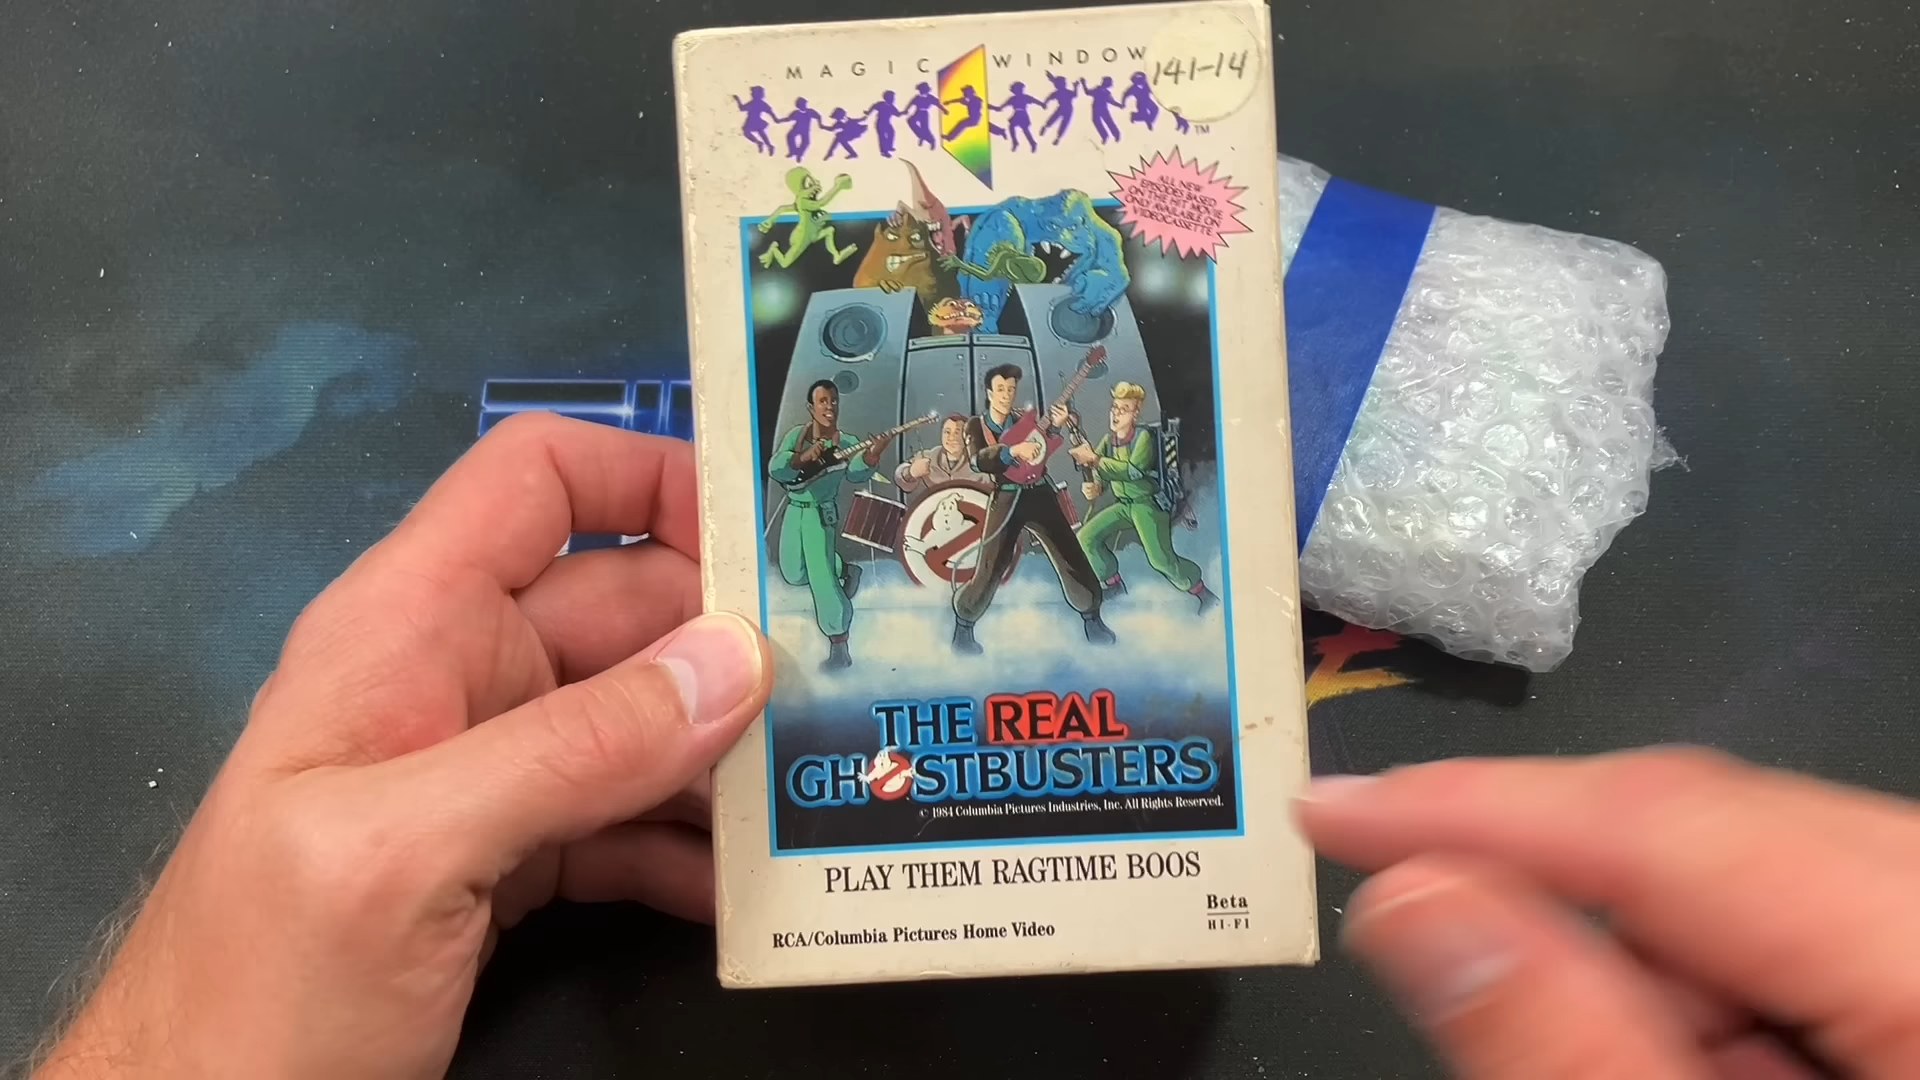 MAGIC WINDOW
141-14
TM
ALL NEW
EPISODES BASED
ON THE HIT MOVIE
ONLY AVAILABLE ON
VIDEOCASSETTE
THE REAL
GHOSTBUSTERS
© 1984 Columbia Pictures Industries, Inc. All Rights Reserved.
PLAY THEM RAGTIME BOOS
Beta
HI-FI
RCA/Columbia Pictures Home Video